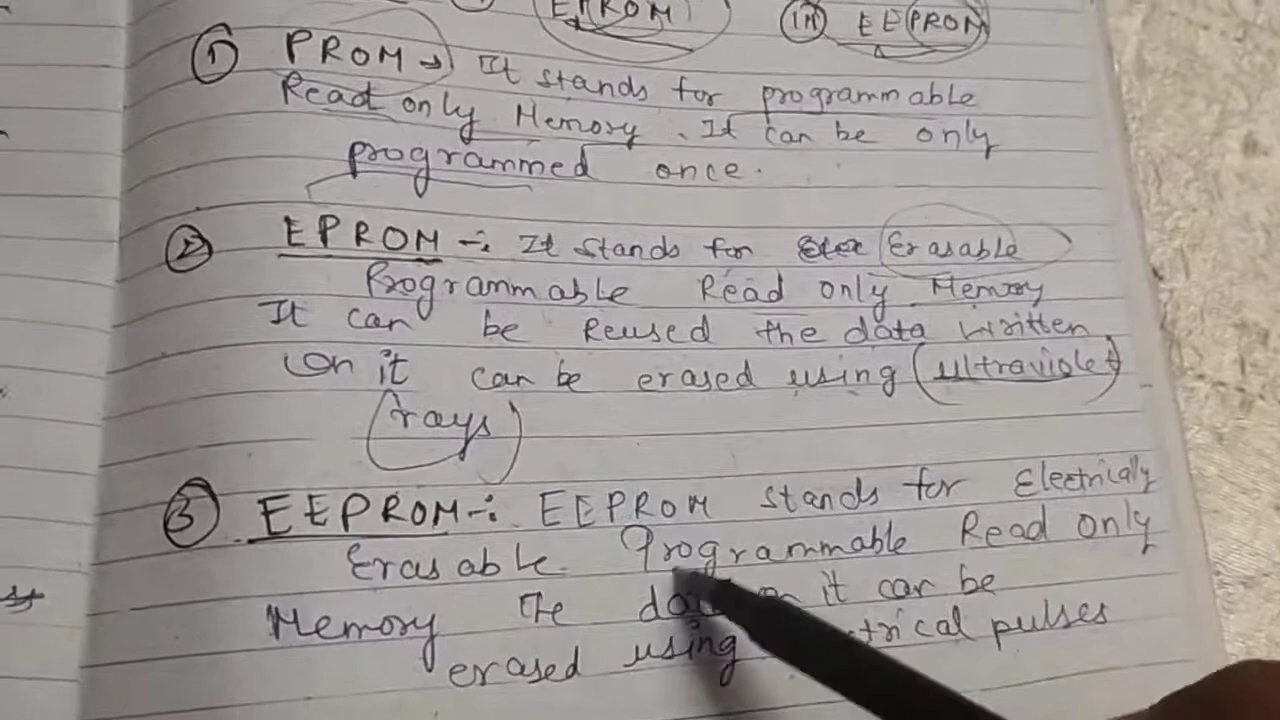 EPROM (iii) EEPROM
① PROM → It stands for programmable
Read only Memory. It can be only
programmed once.
② EPROM -: It stands for Erasable
Programmable Read only Memory
It can be Reused the data written
on it can be erased using (ultraviolet)
(rays)
③ EEPROM -: EEPROM stands for Electrically
Erasable Programmable Read only
Memory The it can be
erased using pulses